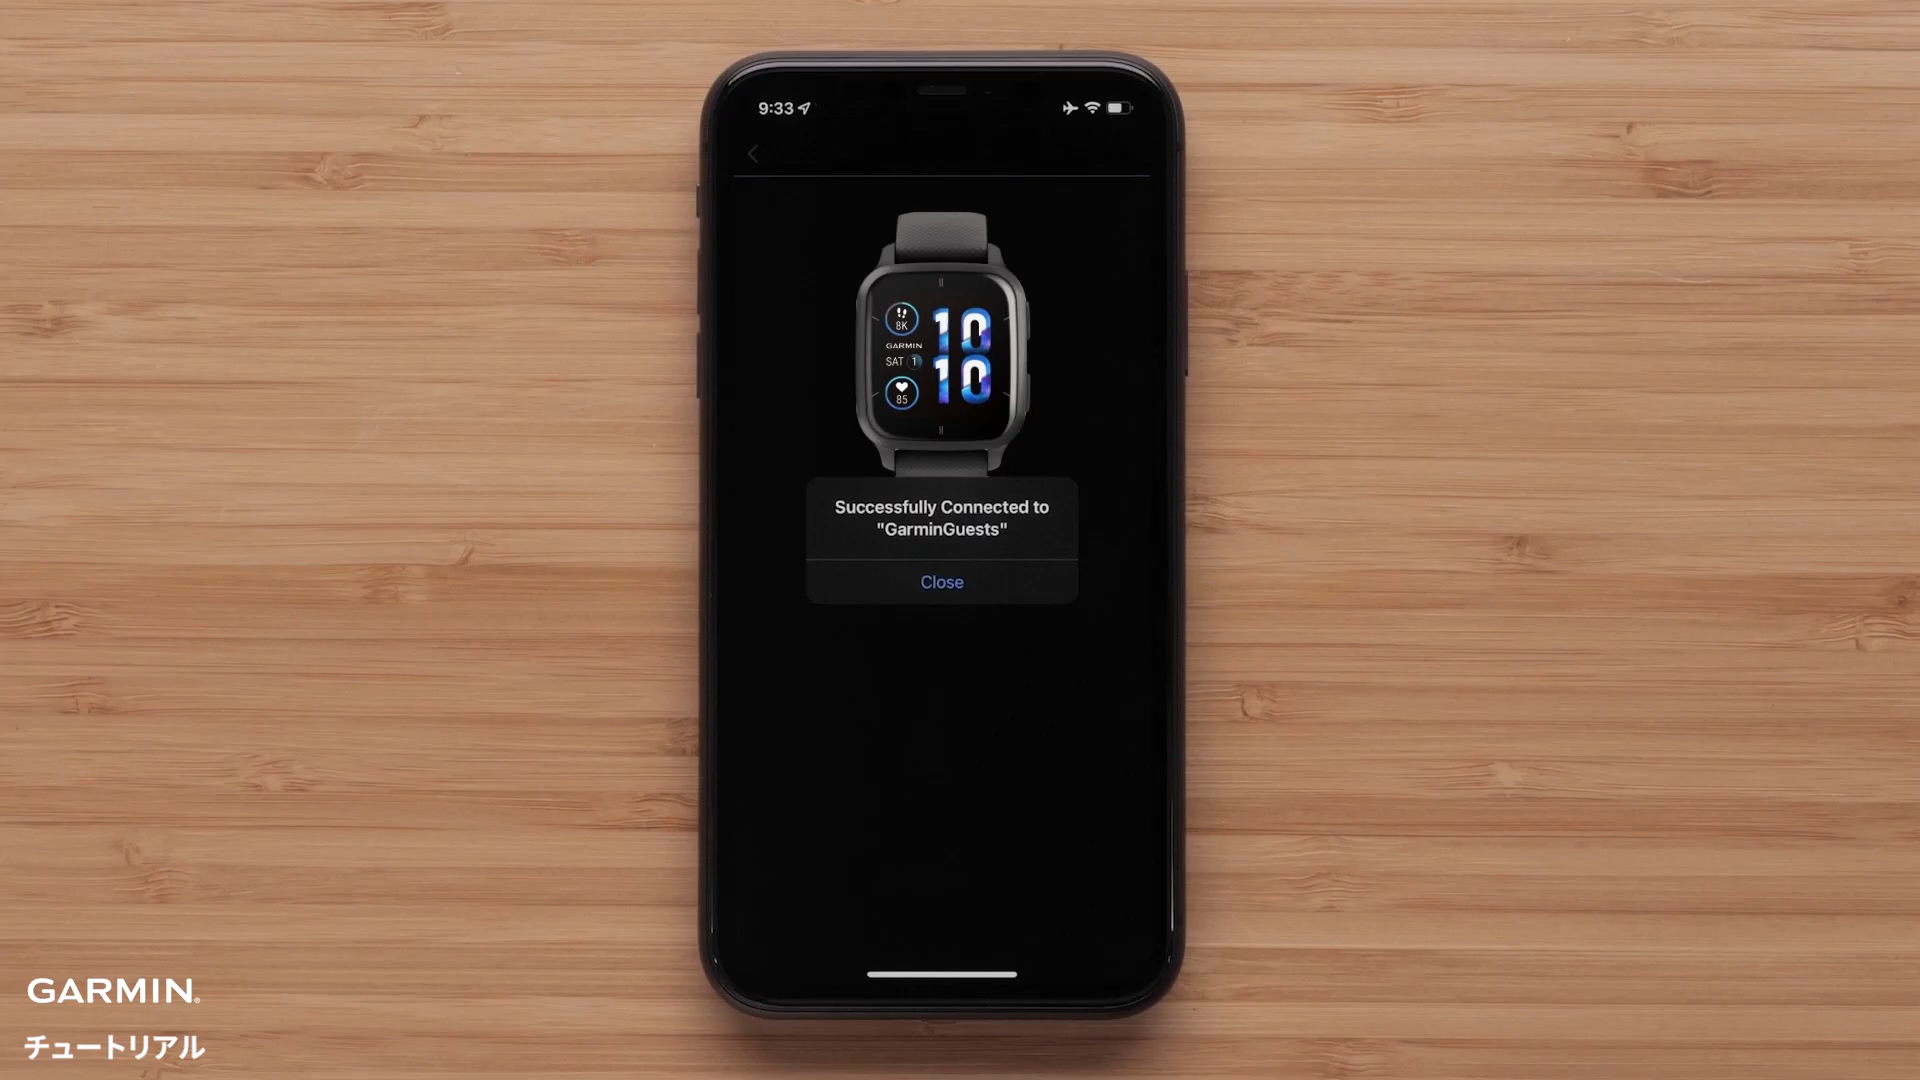 9:33
8K
GARMIN
SAT 1
85
10
10
Successfully Connected to
"GarminGuests"
Close
GARMIN.
チュートリアル